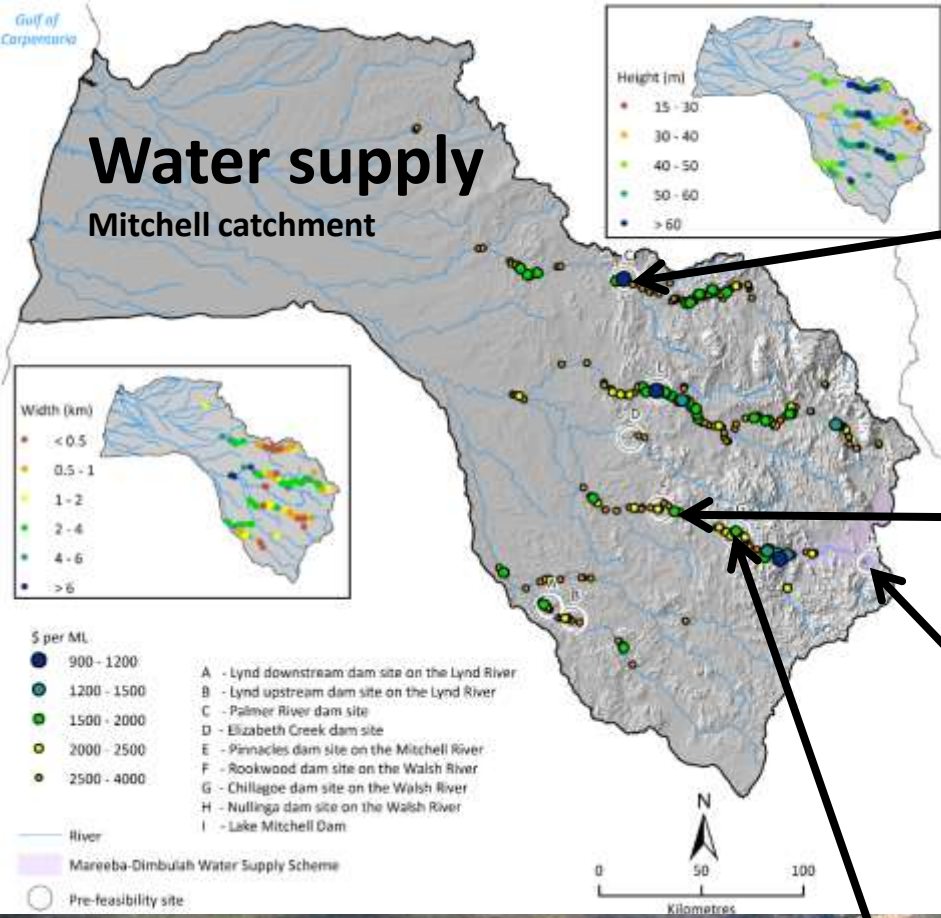 Gulf of
Carpentaria
Water supply
Mitchell catchment
Height (m)
15 - 30
30 - 40
40 - 50
50 - 60
> 60
C
L
D
H
A
B
Width (km)
< 0.5
0.5 - 1
1 - 2
2 - 4
4 - 6
> 6
$ per ML
900 - 1200
1200 - 1500
1500 - 2000
2000 - 2500
2500 - 4000
River
Mareeba-Dimbulah Water Supply Scheme
Pre-feasibility site
A - Lynd downstream dam site on the Lynd River
B - Lynd upstream dam site on the Lynd River
C - Palmer River dam site
D - Elizabeth Creek dam site
E - Pinnacles dam site on the Mitchell River
F - Rookwood dam site on the Walsh River
G - Chillagoe dam site on the Walsh River
H - Nullinga dam site on the Walsh River
I - Lake Mitchell Dam
N
0 50 100
Kilometres